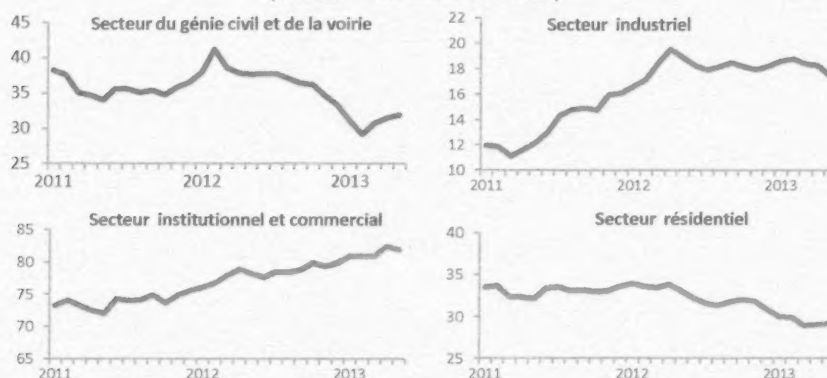 Secteur du génie civil et de la voirie
45
40
35
30
25
2011 2012 2013
Secteur industriel
22
20
18
16
14
12
10
2011 2012 2013
Secteur institutionnel et commercial
85
80
75
70
65
2011 2012 2013
Secteur résidentiel
40
35
30
25
2011 2012 2013